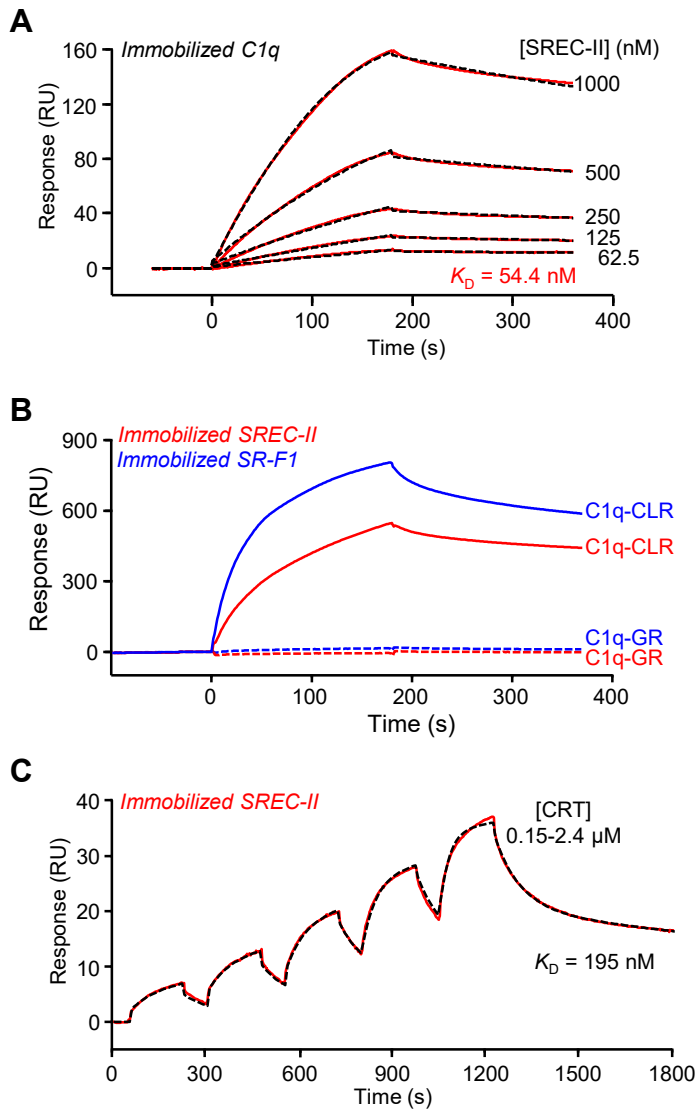 A
Immobilized C1q
[SREC-II] (nM)
Response (RU)
160
120
80
40
0
1000
500
250
125
62.5
K_D = 54.4 nM
0 100 200 300 400
Time (s)
B
Immobilized SREC-II
Immobilized SR-F1
Response (RU)
900
600
300
0
C1q-CLR
C1q-CLR
C1q-GR
C1q-GR
0 100 200 300 400
Time (s)
C
Immobilized SREC-II
[CRT]
0.15-2.4 µM
Response (RU)
40
30
20
10
0
K_D = 195 nM
0 300 600 900 1200 1500 1800
Time (s)